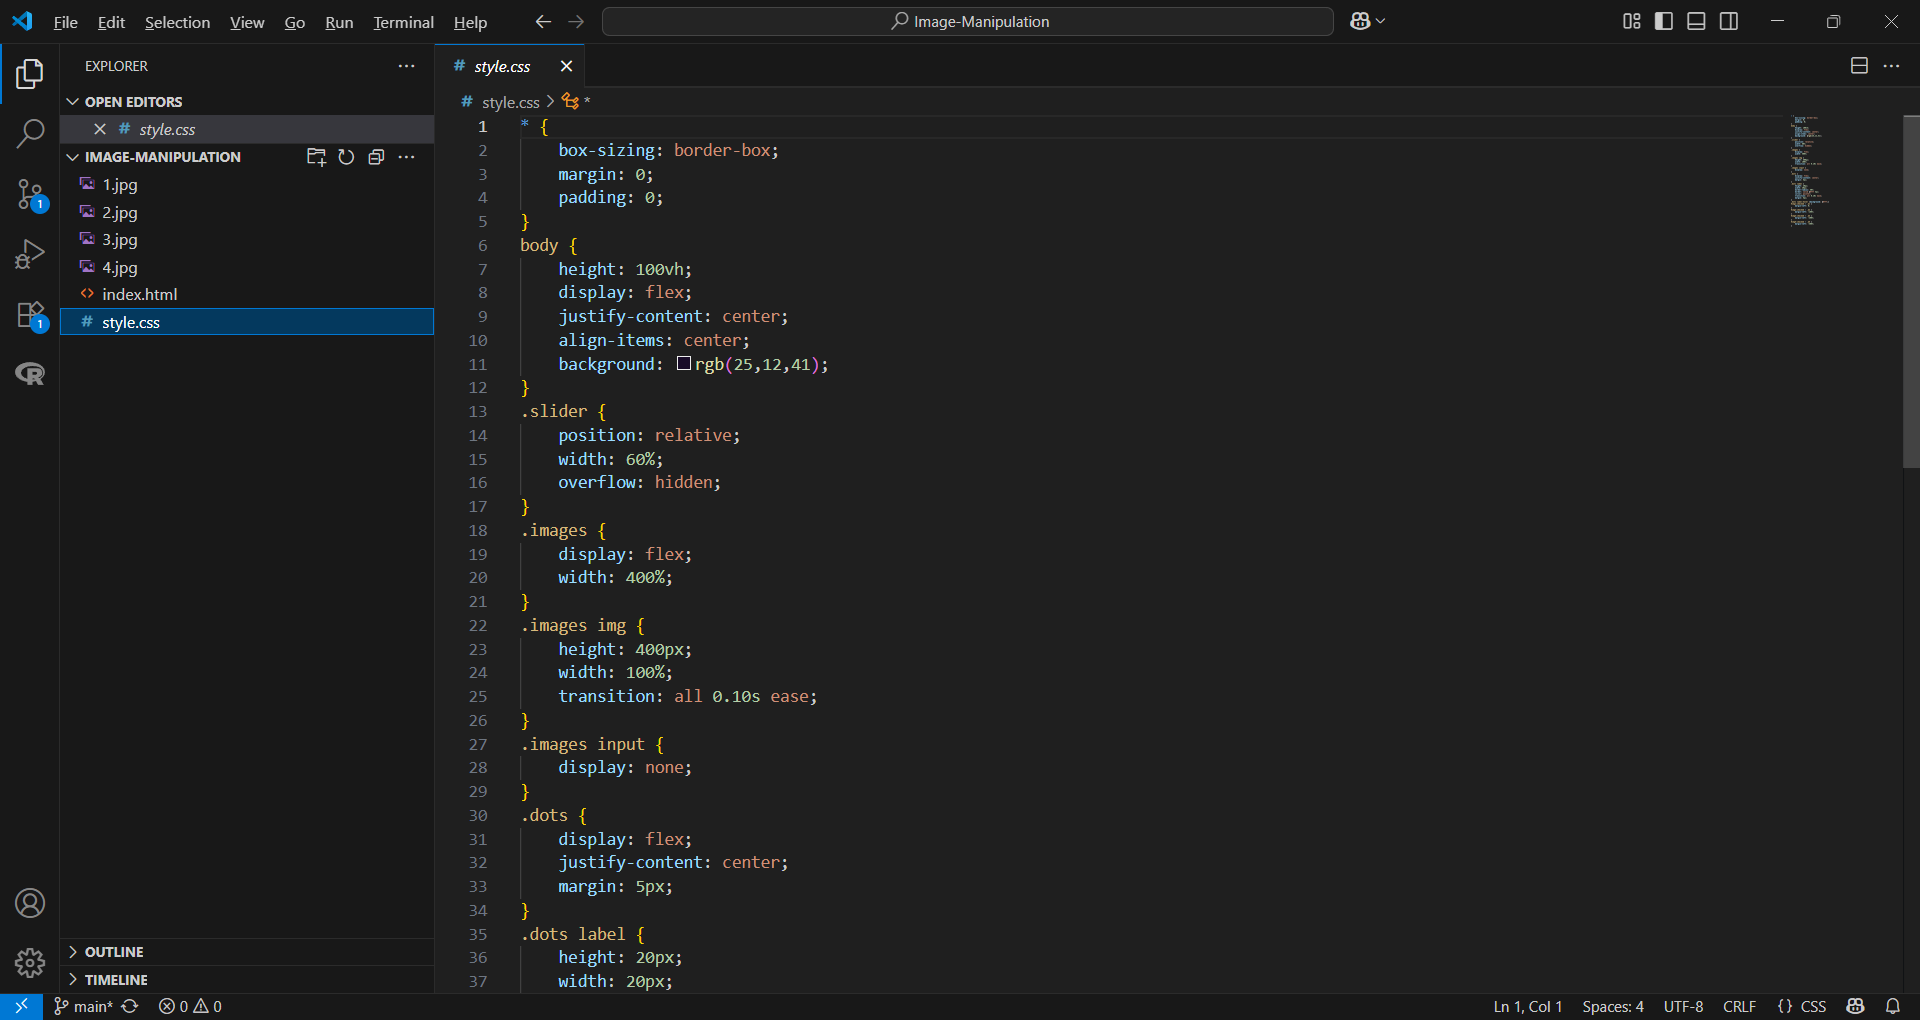 File Edit Selection View Go Run Terminal Help
Image-Manipulation
EXPLORER
OPEN EDITORS
# style.css
IMAGE-MANIPULATION
1.jpg
2.jpg
3.jpg
4.jpg
<> index.html
# style.css
OUTLINE
TIMELINE
1
1
# style.css
# style.css > *
1 * {
2     box-sizing: border-box;
3     margin: 0;
4     padding: 0;
5 }
6 body {
7     height: 100vh;
8     display: flex;
9     justify-content: center;
10     align-items: center;
11     background: rgb(25,12,41);
12 }
13 .slider {
14     position: relative;
15     width: 60%;
16     overflow: hidden;
17 }
18 .images {
19     display: flex;
20     width: 400%;
21 }
22 .images img {
23     height: 400px;
24     width: 100%;
25     transition: all 0.10s ease;
26 }
27 .images input {
28     display: none;
29 }
30 .dots {
31     display: flex;
32     justify-content: center;
33     margin: 5px;
34 }
35 .dots label {
36     height: 20px;
37     width: 20px;
main* 0 0
Ln 1, Col 1 Spaces: 4 UTF-8 CRLF {} CSS